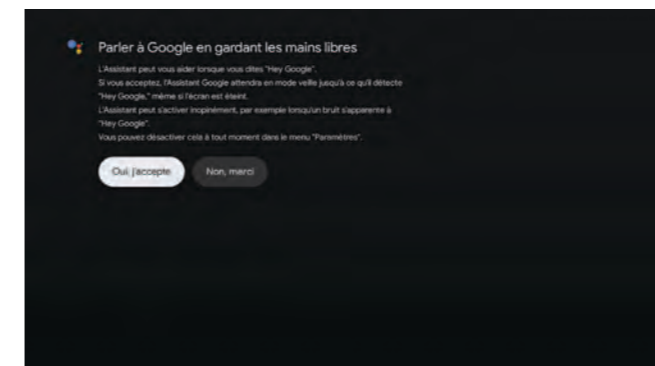 Parler à Google en gardant les mains libres
L'Assistant peut vous aider lorsque vous dites "Hey Google".
Si vous acceptez, l'Assistant Google attendra en mode veille jusqu'à ce qu'il détecte
"Hey Google," même si l'écran est éteint.
L'Assistant peut s'activer inopinément, par exemple lorsqu'un bruit s'apparente à
"Hey Google".
Vous pouvez désactiver cela à tout moment dans le menu "Paramètres".
Oui, j'accepte
Non, merci